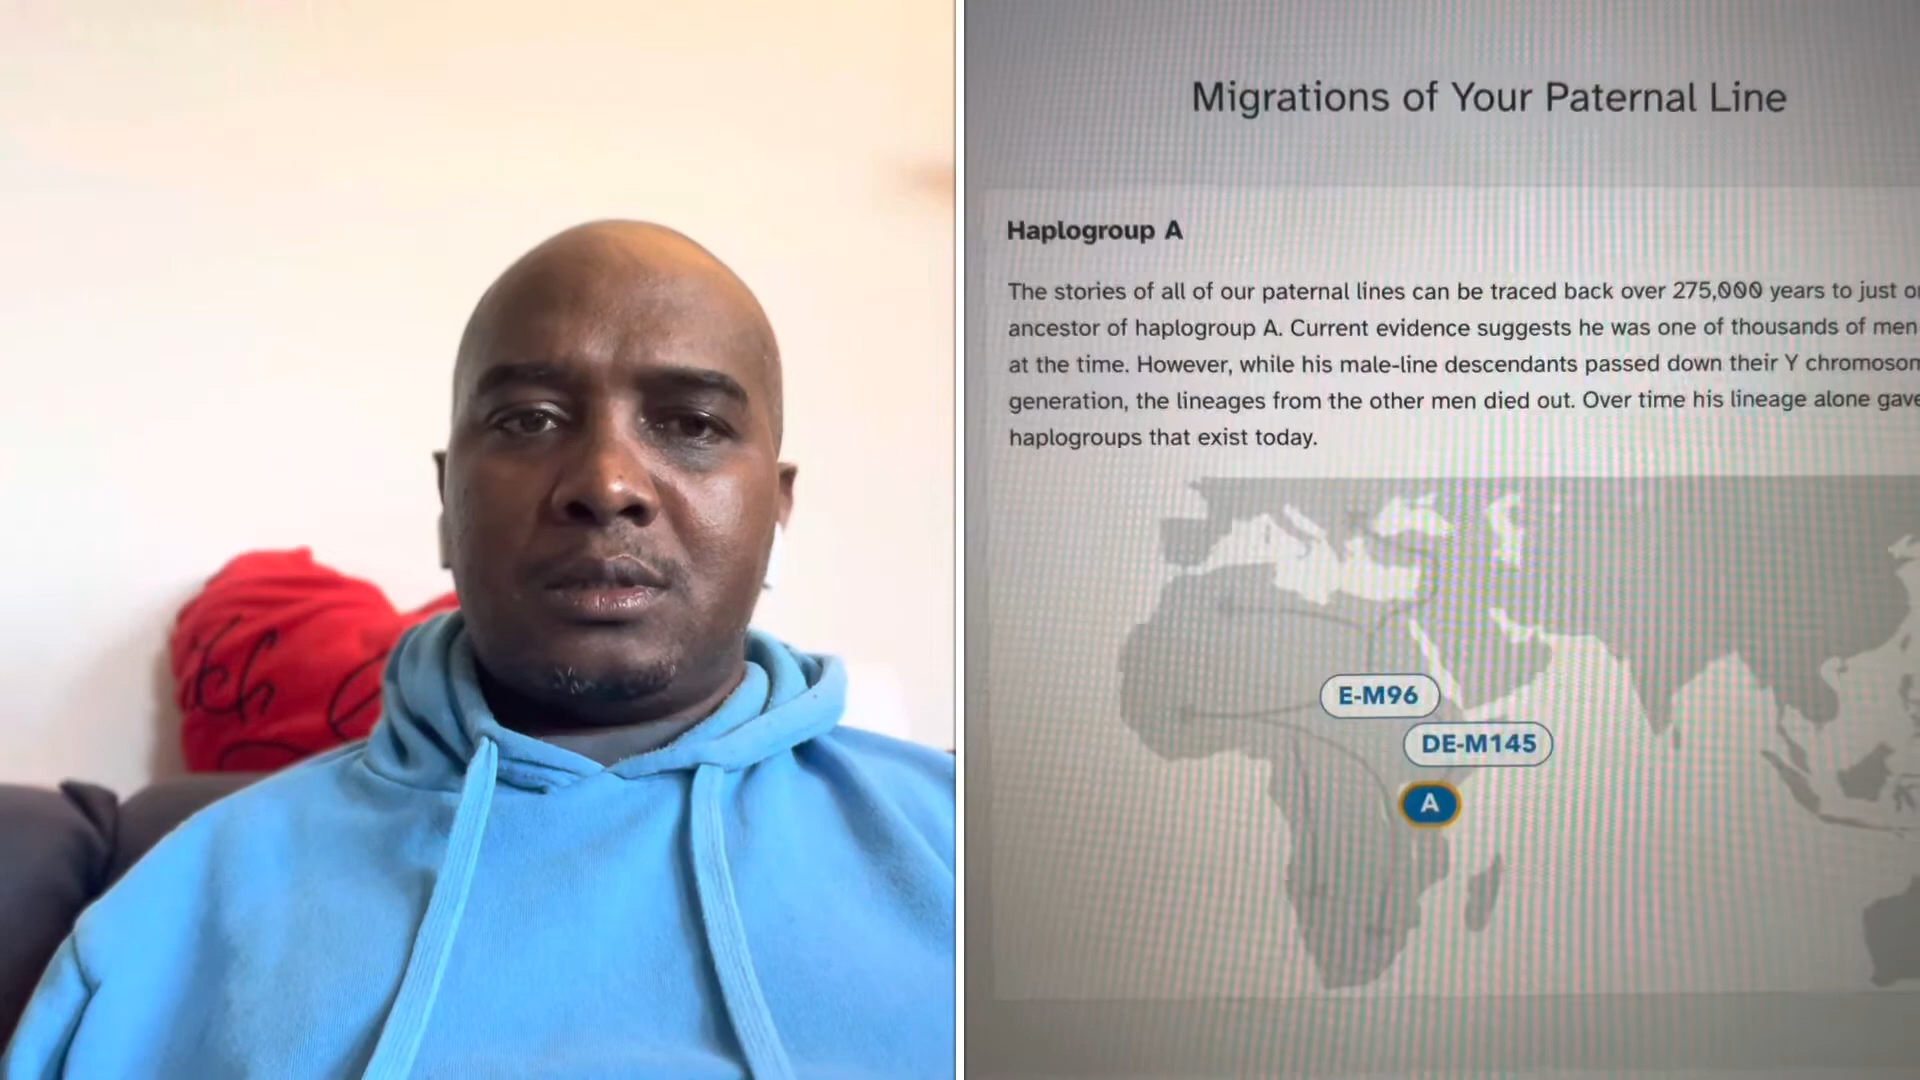 Migrations of Your Paternal Line
Haplogroup A
The stories of all of our paternal lines can be traced back over 275,000 years to just
ancestor of haplogroup A. Current evidence suggests he was one of thousands of men
at the time. However, while his male-line descendants passed down their Y
generation, the lineages from the other men died out. Over time his lineage alone gave
haplogroups that exist today.
E-M96
DE-M145
A